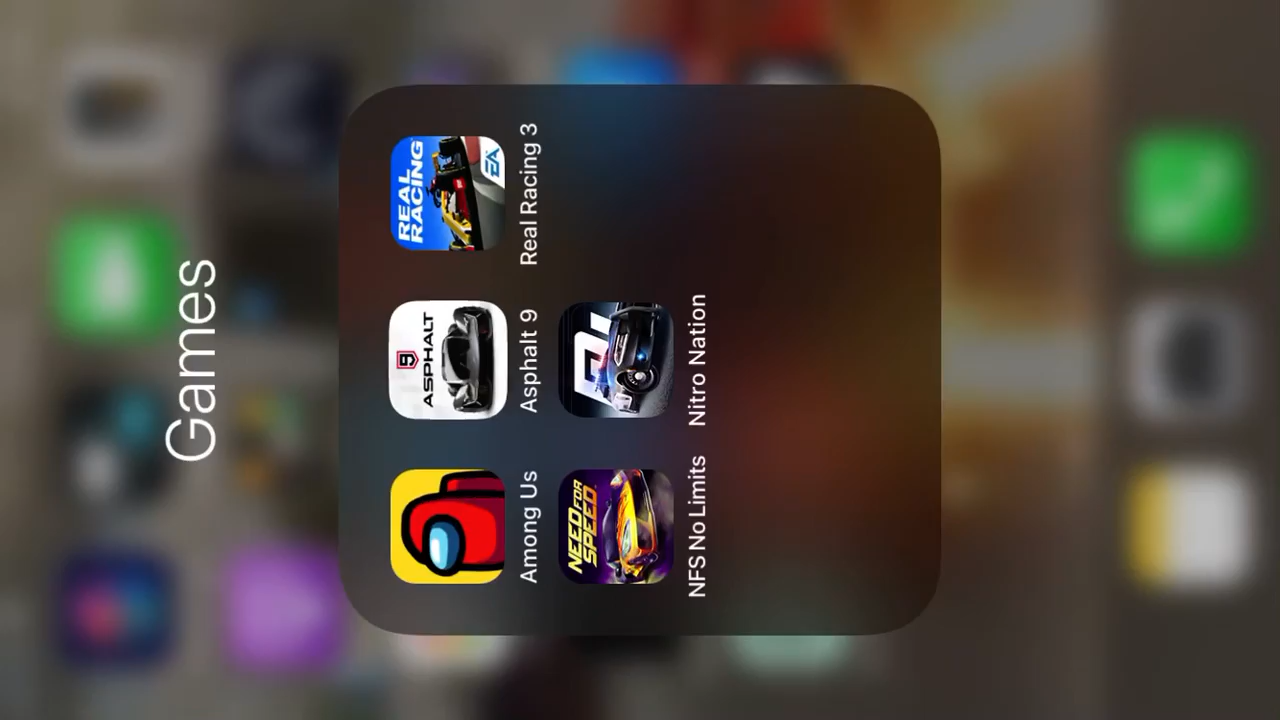 Games
Among Us
ASPHALT
9
Asphalt 9
REAL
RACING
EA
Real Racing 3
NEED FOR
SPEED
NFS No Limits
Nitro Nation